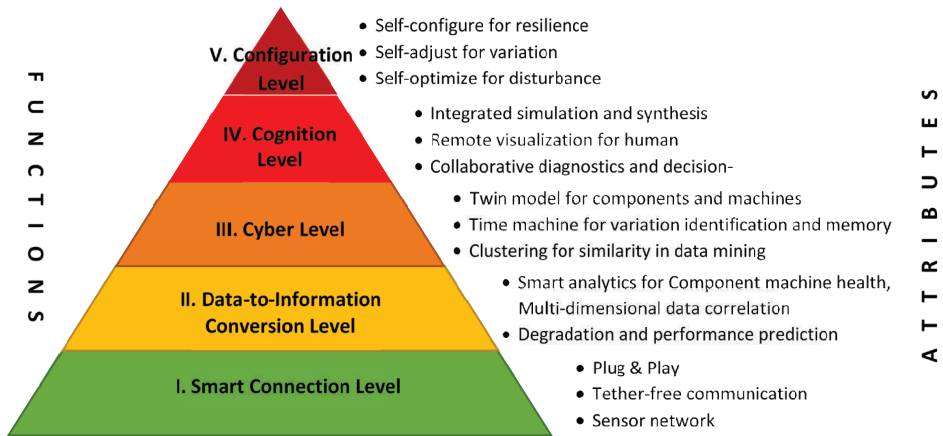 FUNCTIONS
V. Configuration
Level
• Self-configure for resilience
• Self-adjust for variation
• Self-optimize for disturbance
IV. Cognition
Level
• Integrated simulation and synthesis
• Remote visualization for human
• Collaborative diagnostics and decision-
III. Cyber Level
• Twin model for components and machines
• Time machine for variation identification and memory
• Clustering for similarity in data mining
II. Data-to-Information
Conversion Level
• Smart analytics for Component machine health,
Multi-dimensional data correlation
• Degradation and performance prediction
I. Smart Connection Level
• Plug & Play
• Tether-free communication
• Sensor network
ATTRIBUTES